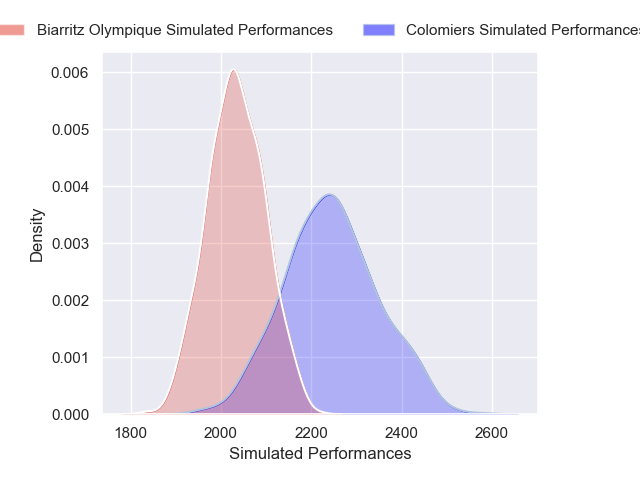 Biarritz Olympique Simulated Performances Colomiers Simulated Performances
0.006
0.005
0.004
0.003
0.002
0.001
0.000
Density
1800 2000 2200 2400 2600
Simulated Performances